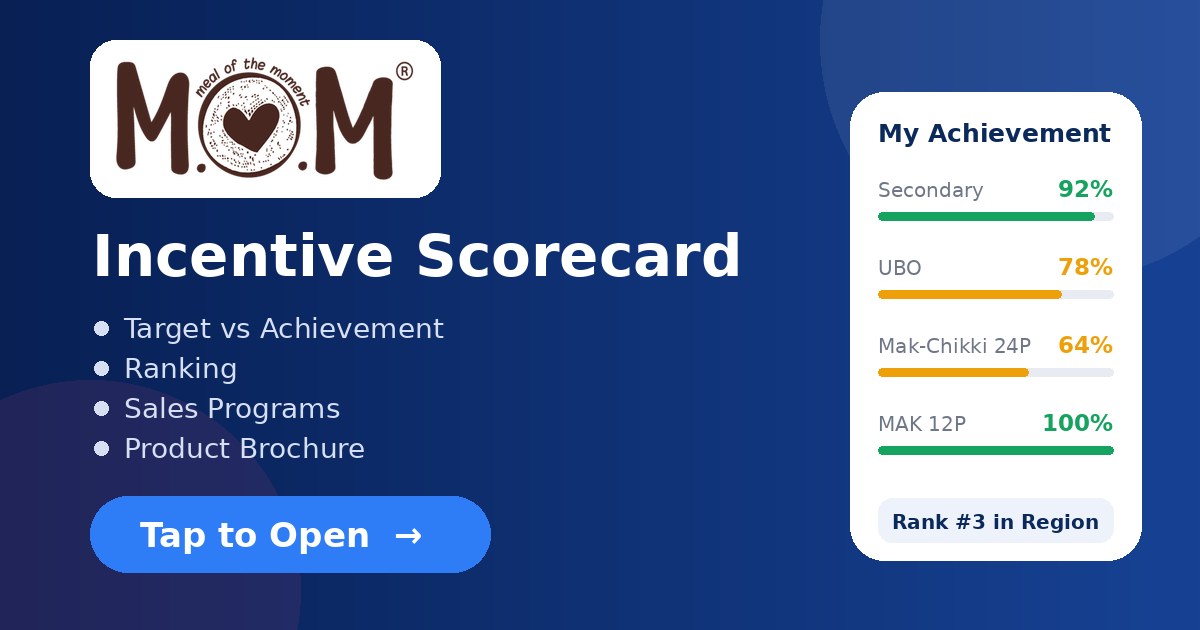 meal of the moment
M.O.M ®
Incentive Scorecard
Target vs Achievement
Ranking
Sales Programs
Product Brochure
Tap to Open →
My Achievement
Secondary 92%
UBO 78%
Mak-Chikki 24P 64%
MAK 12P 100%
Rank #3 in Region